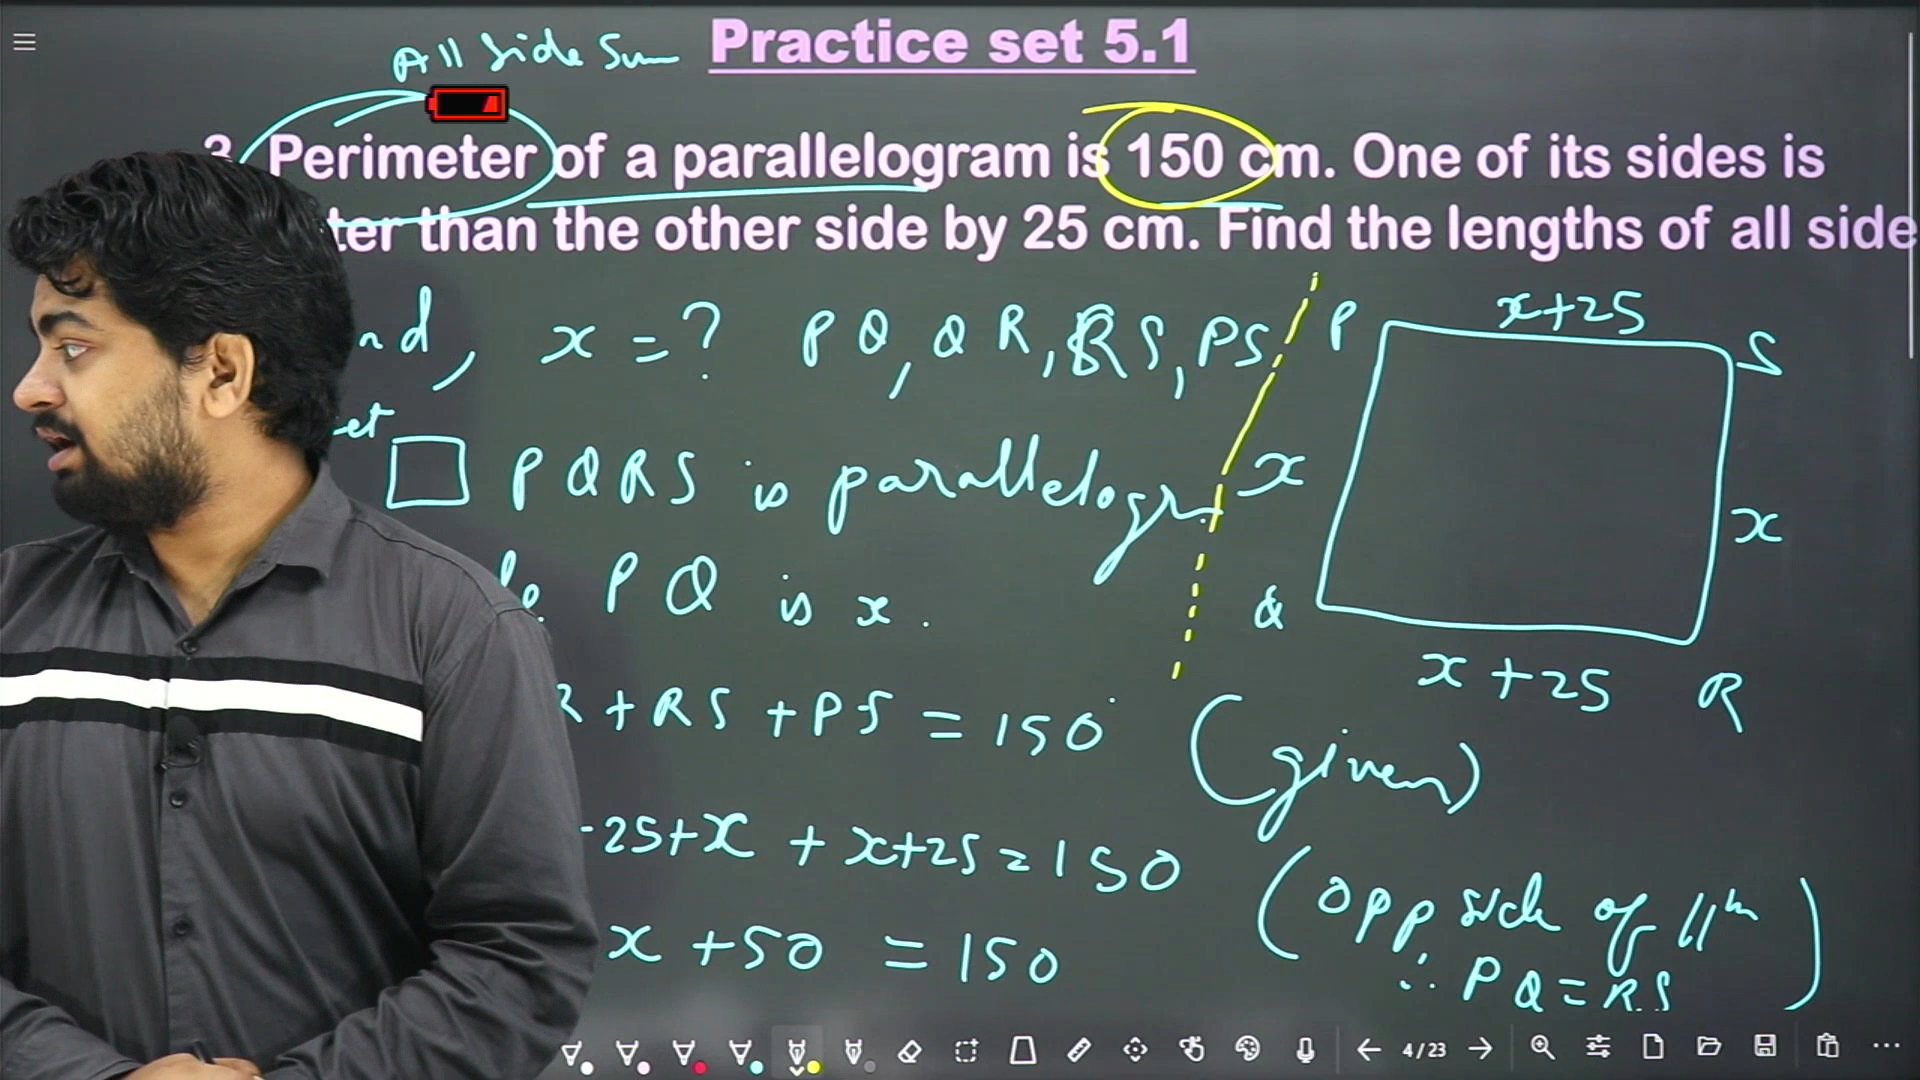 All side Sum
Practice set 5.1
3. Perimeter of a parallelogram is 150 cm. One of its sides is
ter than the other side by 25 cm. Find the lengths of all side
nd, x = ? PQ, QR, RS, PS
et □ PQRS is parallelogr
PQ is x.
R + RS + PS = 150 (given)
25 + x + x + 25 = 150 (opp side of ||m
x + 50 = 150 ∴ PQ = RS)
P x+25 S
x x
Q x+25 R
4/23